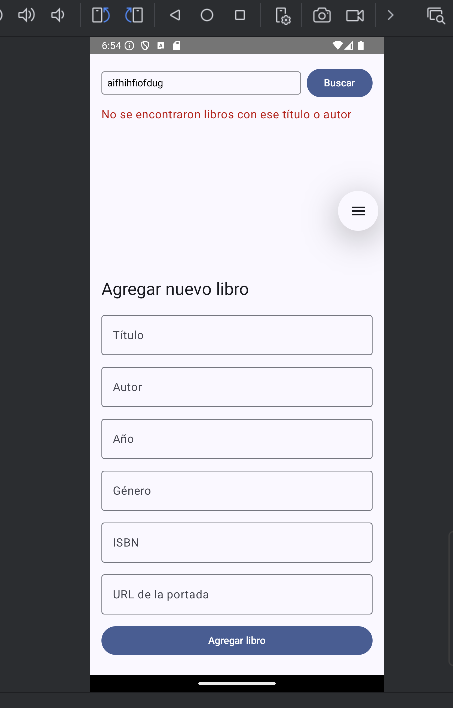 6:54
aifhihfiofdug
Buscar
No se encontraron libros con ese título o autor
Agregar nuevo libro
Título
Autor
Año
Género
ISBN
URL de la portada
Agregar libro